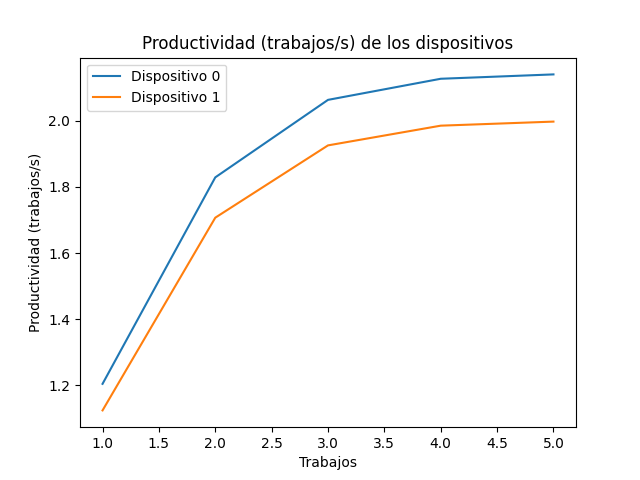 Productividad (trabajos/s) de los dispositivos
Dispositivo 0
Dispositivo 1
Productividad (trabajos/s)
2.0
1.8
1.6
1.4
1.2
1.0 1.5 2.0 2.5 3.0 3.5 4.0 4.5 5.0
Trabajos